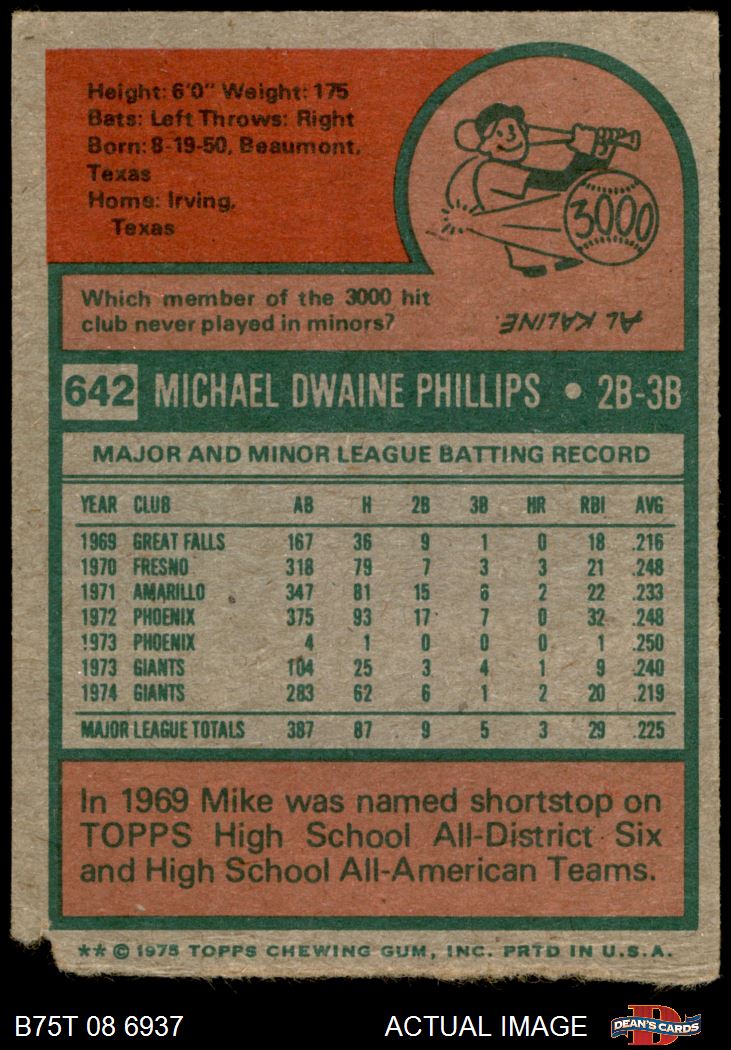 Height: 6'0" Weight: 175
Bats: Left Throws: Right
Born: 8-19-50, Beaumont,
Texas
Home: Irving,
Texas
3000
Which member of the 3000 hit
club never played in minors?
AL KALINE.
642 MICHAEL DWAINE PHILLIPS • 2B-3B
MAJOR AND MINOR LEAGUE BATTING RECORD
YEAR CLUB AB H 2B 3B HR RBI AVG
1969 GREAT FALLS 167 36 9 1 0 18 .216
1970 FRESNO 318 79 7 3 3 21 .248
1971 AMARILLO 347 81 15 6 2 22 .233
1972 PHOENIX 375 93 17 7 0 32 .248
1973 PHOENIX 4 1 0 0 0 1 .250
1973 GIANTS 104 25 3 4 1 9 .240
1974 GIANTS 283 62 6 1 2 20 .219
MAJOR LEAGUE TOTALS 387 87 9 5 3 29 .225
In 1969 Mike was named shortstop on
TOPPS High School All-District Six
and High School All-American Teams.
** © 1975 TOPPS CHEWING GUM, INC. PRTD IN U.S.A.
B75T 08 6937 ACTUAL IMAGE DEAN'S CARDS